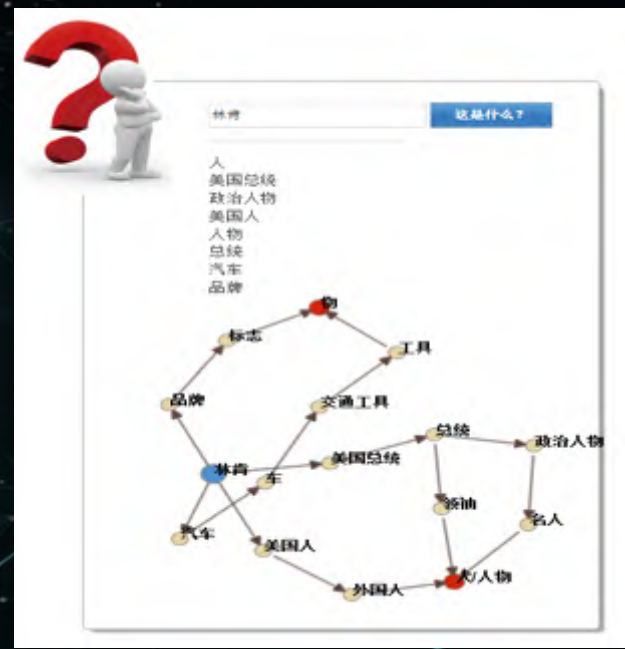 林肯
这是什么？
人
美国总统
政治人物
美国人
人物
总统
汽车
品牌
物
标志
工具
品牌
交通工具
总统
政治人物
美国总统
林肯
车
领袖
名人
汽车
美国人
人/人物
外国人